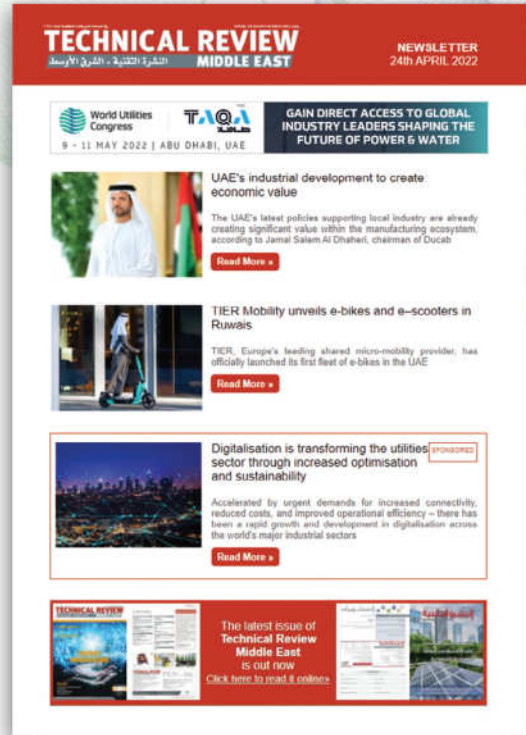 TECHNICAL REVIEW
النشرة التقنية - الشرق الأوسط MIDDLE EAST
NEWSLETTER
24th APRIL 2022
World Utilities
Congress
TAQA
طاقة
9 - 11 MAY 2022 | ABU DHABI, UAE
GAIN DIRECT ACCESS TO GLOBAL
INDUSTRY LEADERS SHAPING THE
FUTURE OF POWER & WATER
UAE's industrial development to create
economic value
The UAE's latest policies supporting local industry are already
creating significant value within the manufacturing ecosystem,
according to Jamal Salem Al Dhaheri, chairman of Ducab
Read More »
TIER Mobility unveils e-bikes and e–scooters in
Ruwais
TIER, Europe's leading shared micro-mobility provider, has
officially launched its first fleet of e-bikes in the UAE
Read More »
Digitalisation is transforming the utilities
sector through increased optimisation
and sustainability
SPONSORED
Accelerated by urgent demands for increased connectivity,
reduced costs, and improved operational efficiency – there has
been a rapid growth and development in digitalisation across
the world's major industrial sectors
Read More »
TECHNICAL REVIEW
The latest issue of
Technical Review
Middle East
is out now
Click here to read it online»